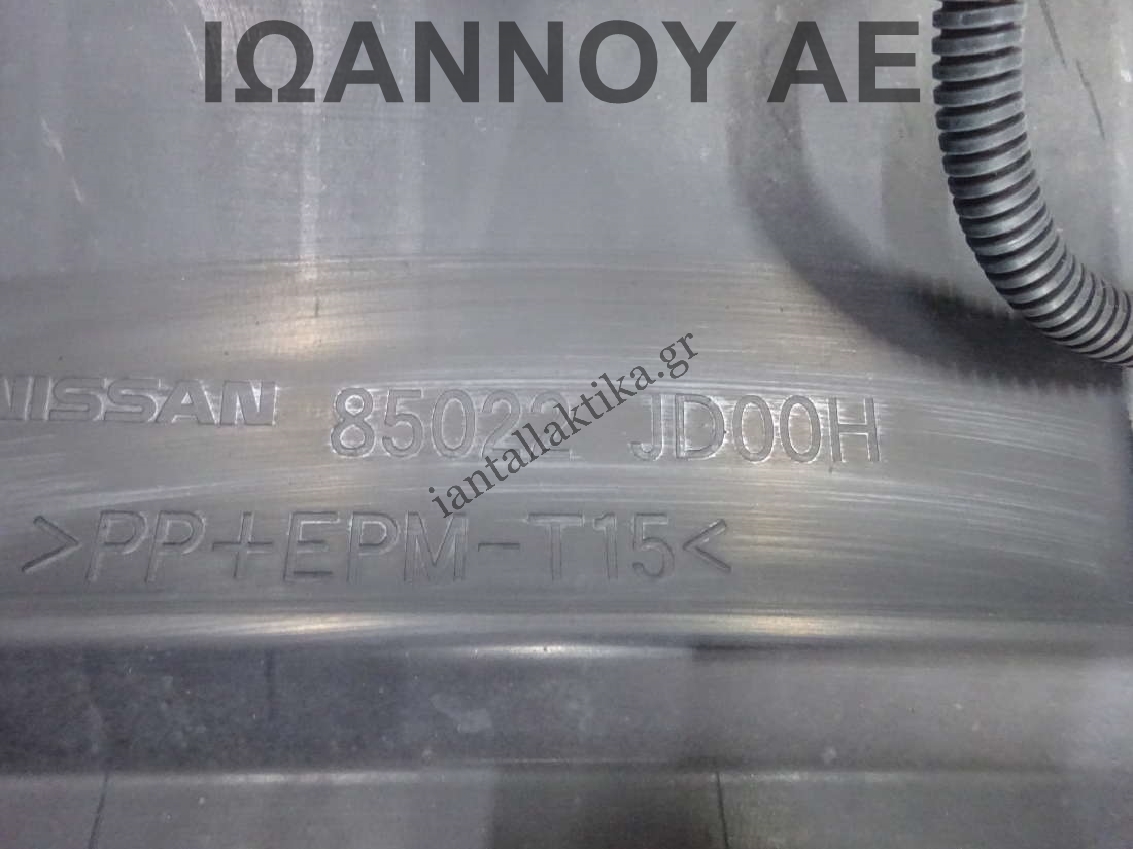 ΙΩΑΝΝΟΥ ΑΕ
iantallaktika.gr
NISSAN 85022 JD00H
>PP+EPM-T15<